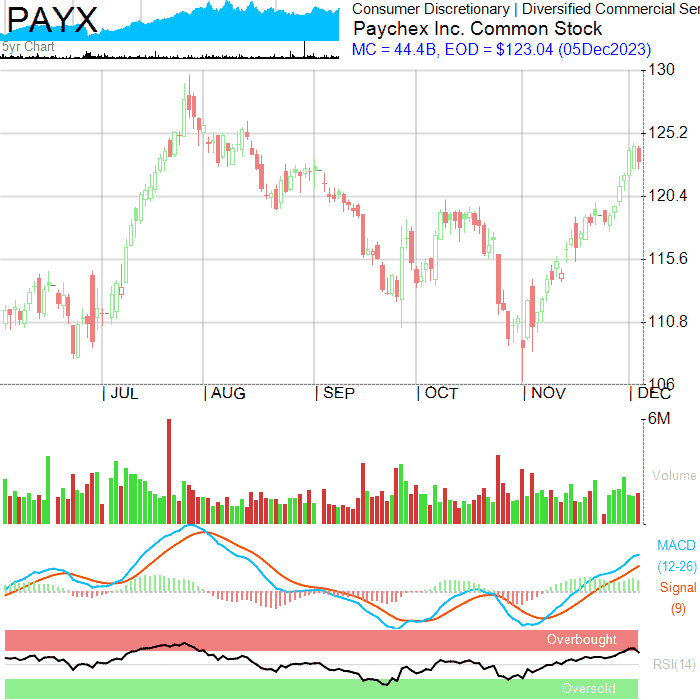 PAYX
5yr Chart
Consumer Discretionary | Diversified Commercial Ser
Paychex Inc. Common Stock
MC = 44.4B, EOD = $123.04 (05Dec2023)
130
125.2
120.4
115.6
110.8
106
| JUL | AUG | SEP | OCT | NOV | DEC
6M
Volume
MACD
(12-26)
Signal
(9)
Overbought
RSI(14)
Oversold